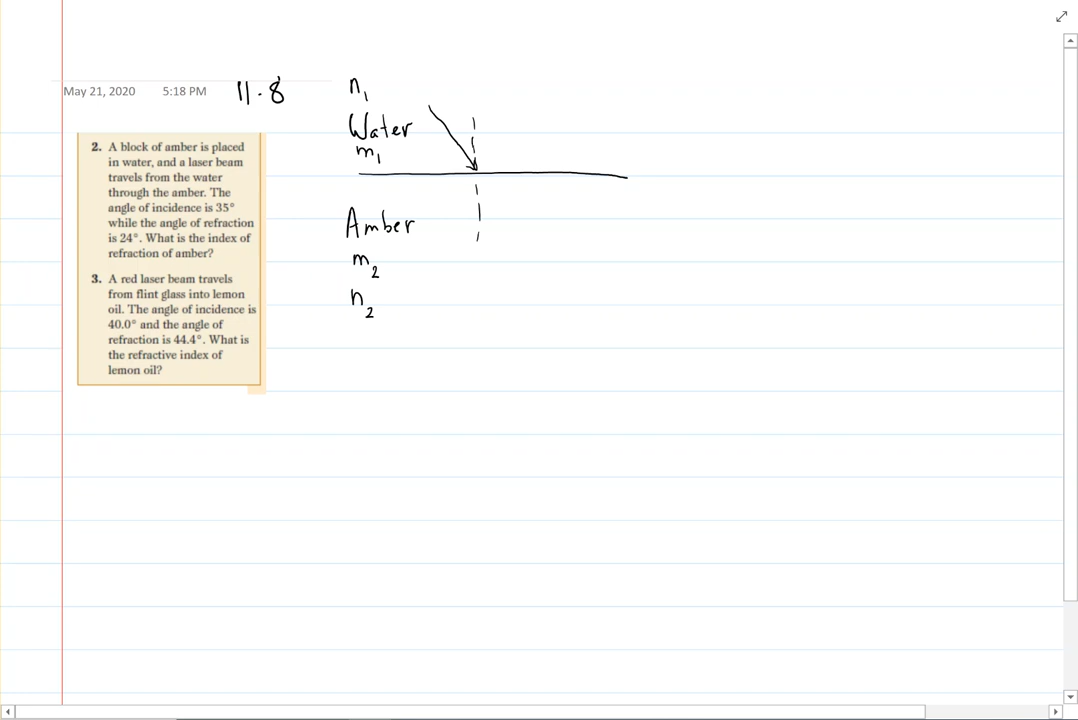 May 21, 2020 5:18 PM 11.8
n1
Water
m1
Amber
m2
n2
2. A block of amber is placed
in water, and a laser beam
travels from the water
through the amber. The
angle of incidence is 35°
while the angle of refraction
is 24°. What is the index of
refraction of amber?
3. A red laser beam travels
from flint glass into lemon
oil. The angle of incidence is
40.0° and the angle of
refraction is 44.4°. What is
the refractive index of
lemon oil?